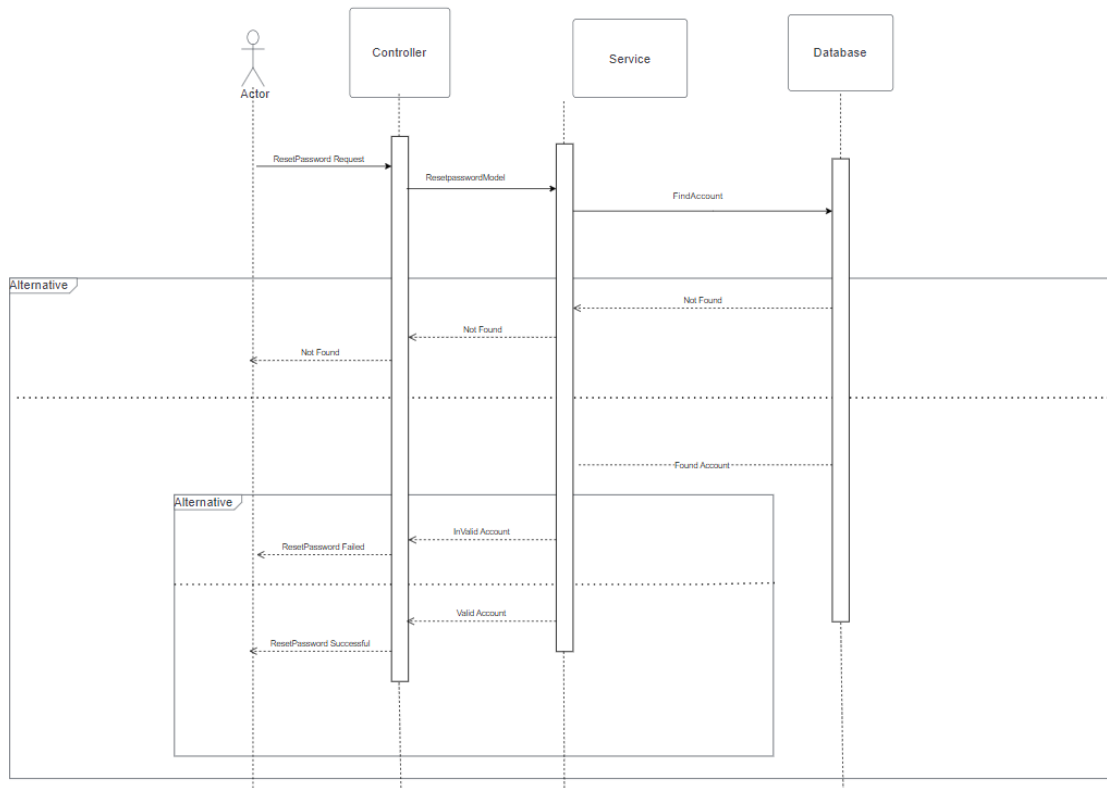 Controller
Service
Database
Actor
ResetPassword Request
ResetpasswordModel
FindAccount
Alternative
Not Found
Not Found
Not Found
Found Account
Alternative
InValid Account
ResetPassword Failed
Valid Account
ResetPassword Successful